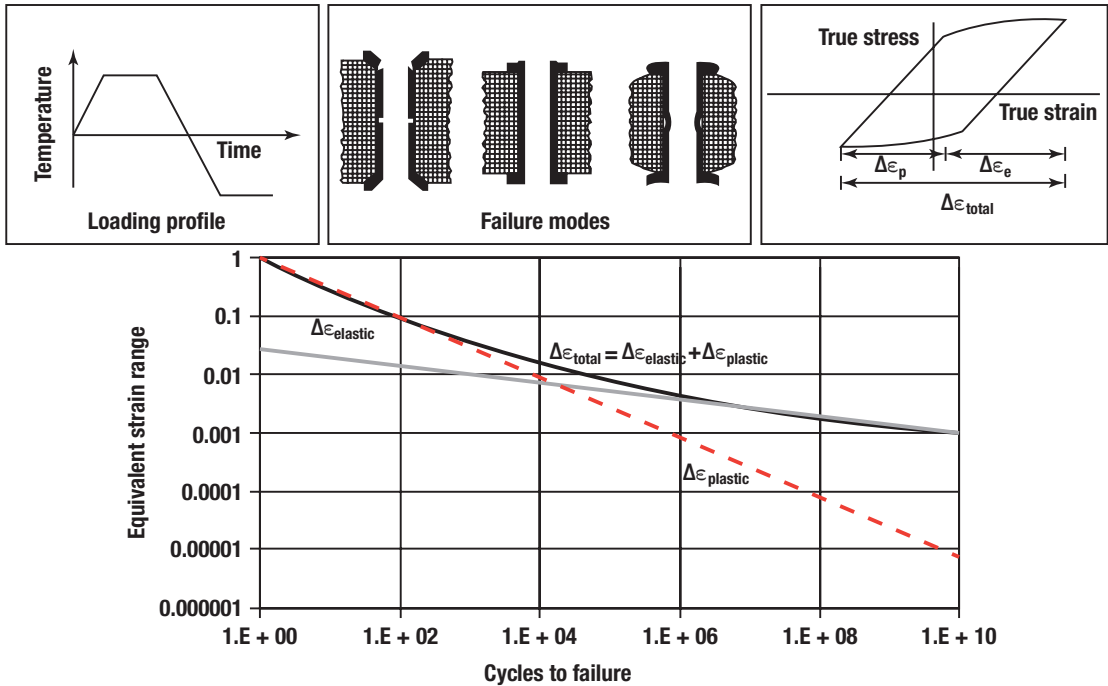 Temperature
Time
Loading profile
Failure modes
True stress
True strain
Δεp
Δεe
Δεtotal
Equivalent strain range
1
0.1
0.01
0.001
0.0001
0.00001
0.000001
Δεelastic
Δεtotal = Δεelastic + Δεplastic
Δεplastic
1.E + 00
1.E + 02
1.E + 04
1.E + 06
1.E + 08
1.E + 10
Cycles to failure